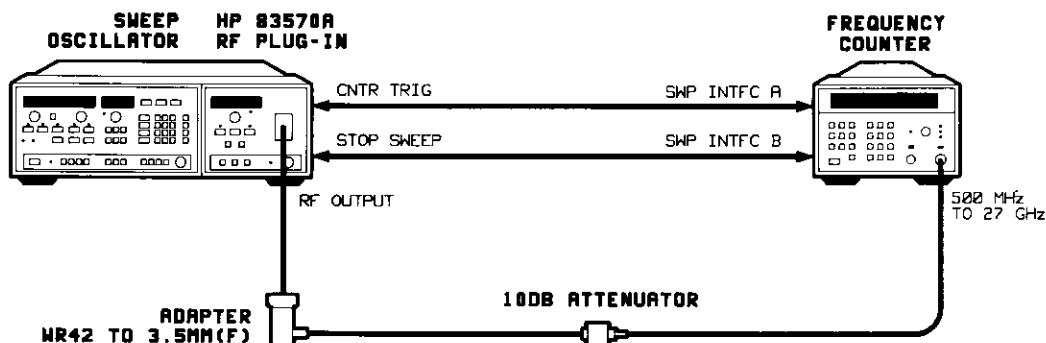 SWEEP OSCILLATOR
HP 83570A RF PLUG-IN
FREQUENCY COUNTER
CNTR TRIG
SWP INTFC A
STOP SWEEP
SWP INTFC B
RF OUTPUT
500 MHz
TO 27 GHz
10DB ATTENUATOR
ADAPTER
WR42 TO 3.5MM(F)